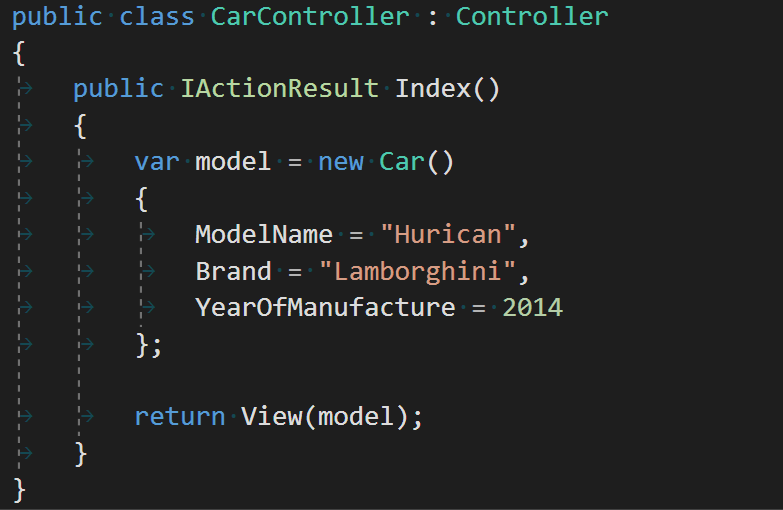 public class CarController : Controller
{
    public IActionResult Index()
    {
        var model = new Car()
        {
            ModelName = "Hurican",
            Brand = "Lamborghini",
            YearOfManufacture = 2014
        };

        return View(model);
    }
}